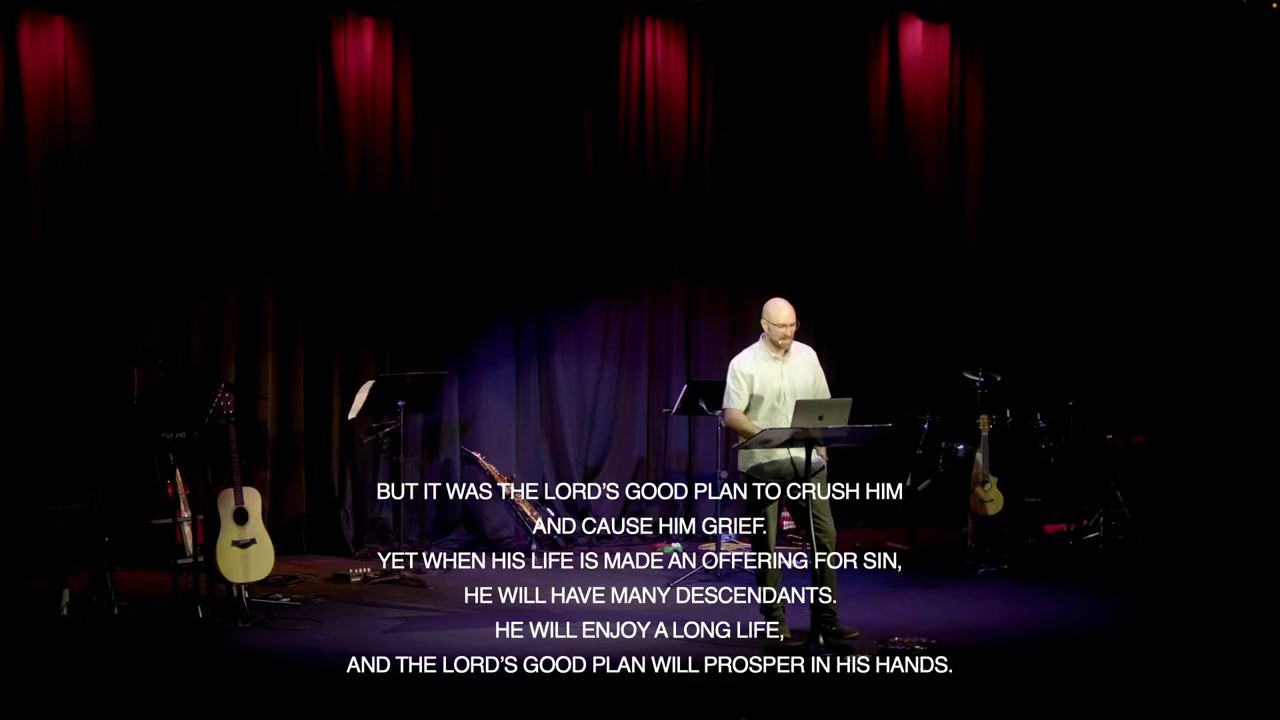 BUT IT WAS THE LORD'S GOOD PLAN TO CRUSH HIM
AND CAUSE HIM GRIEF.
YET WHEN HIS LIFE IS MADE AN OFFERING FOR SIN,
HE WILL HAVE MANY DESCENDANTS.
HE WILL ENJOY A LONG LIFE,
AND THE LORD'S GOOD PLAN WILL PROSPER IN HIS HANDS.